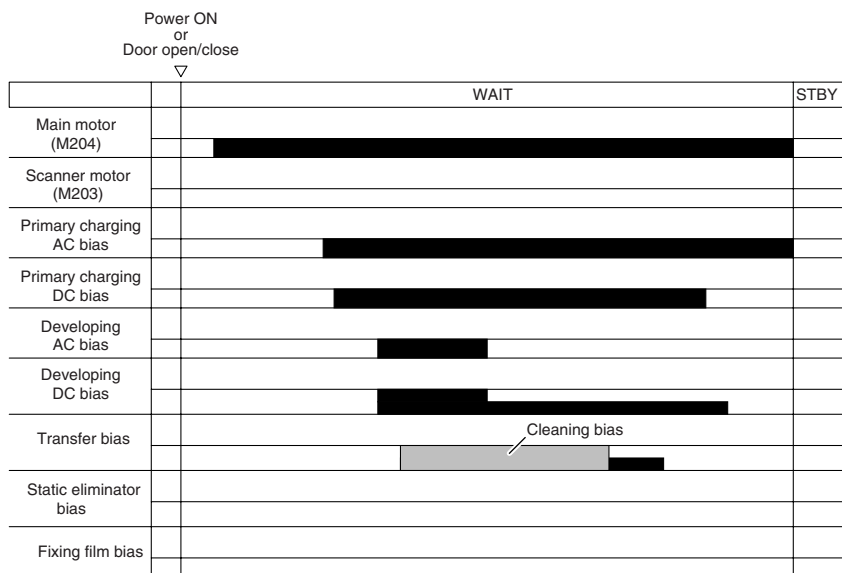 Power ON
or
Door open/close
WAIT
STBY
Main motor
(M204)
Scanner motor
(M203)
Primary charging
AC bias
Primary charging
DC bias
Developing
AC bias
Developing
DC bias
Transfer bias
Cleaning bias
Static eliminator
bias
Fixing film bias